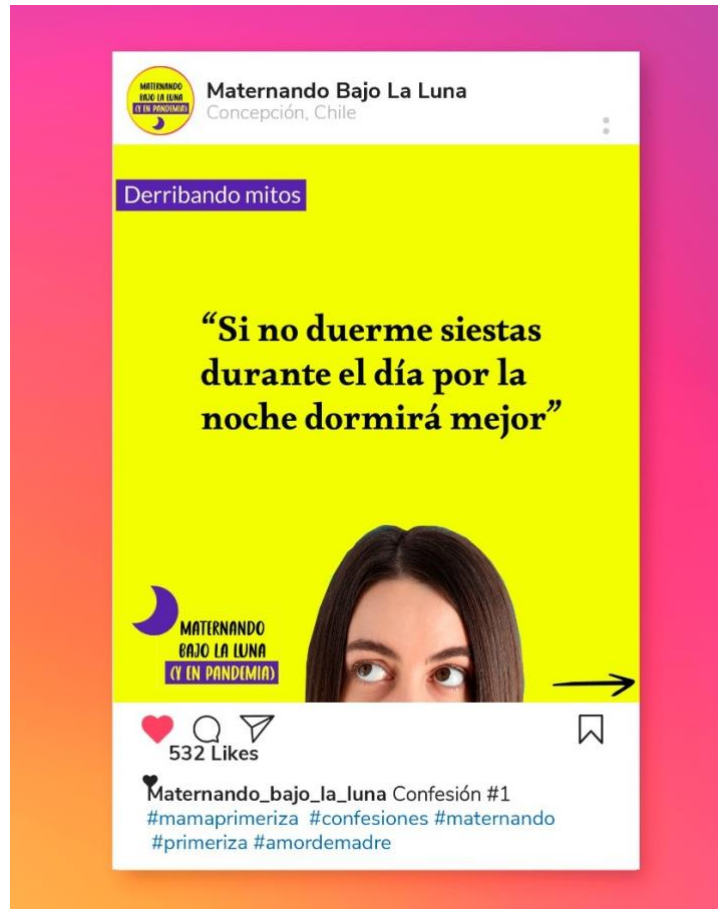 MATERNANDO
BAJO LA LUNA
(Y EN PANDEMIA)
Maternando Bajo La Luna
Concepción, Chile
Derribando mitos
“Si no duerme siestas
durante el día por la
noche dormirá mejor”
MATERNANDO
BAJO LA LUNA
(Y EN PANDEMIA)
532 Likes
Maternando_bajo_la_luna Confesión #1
#mamaprimeriza #confesiones #maternando
#primeriza #amordemadre